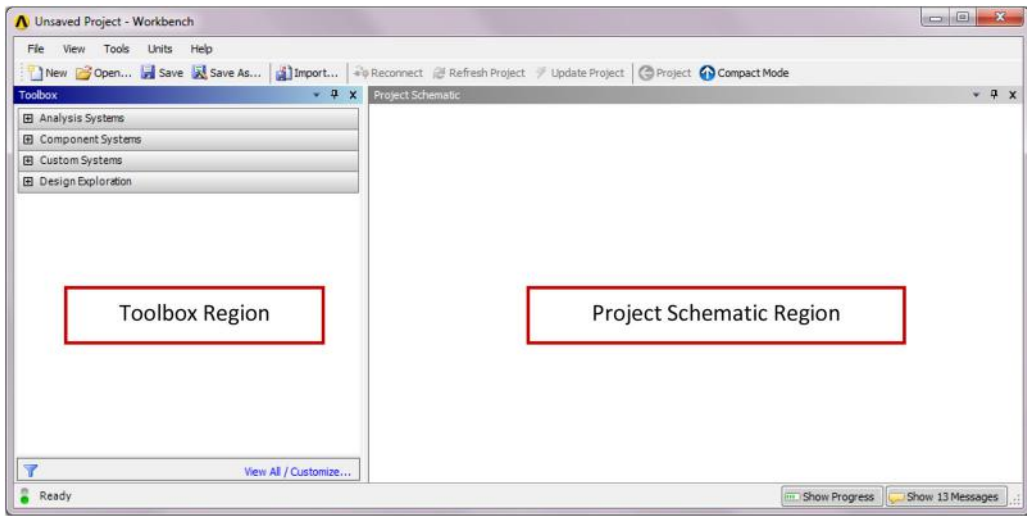 Unsaved Project - Workbench
File View Tools Units Help
New Open... Save Save As... Import... Reconnect Refresh Project Update Project Project Compact Mode
Toolbox
Project Schematic
Analysis Systems
Component Systems
Custom Systems
Design Exploration
Toolbox Region
Project Schematic Region
View All / Customize...
Ready
Show Progress
Show 13 Messages